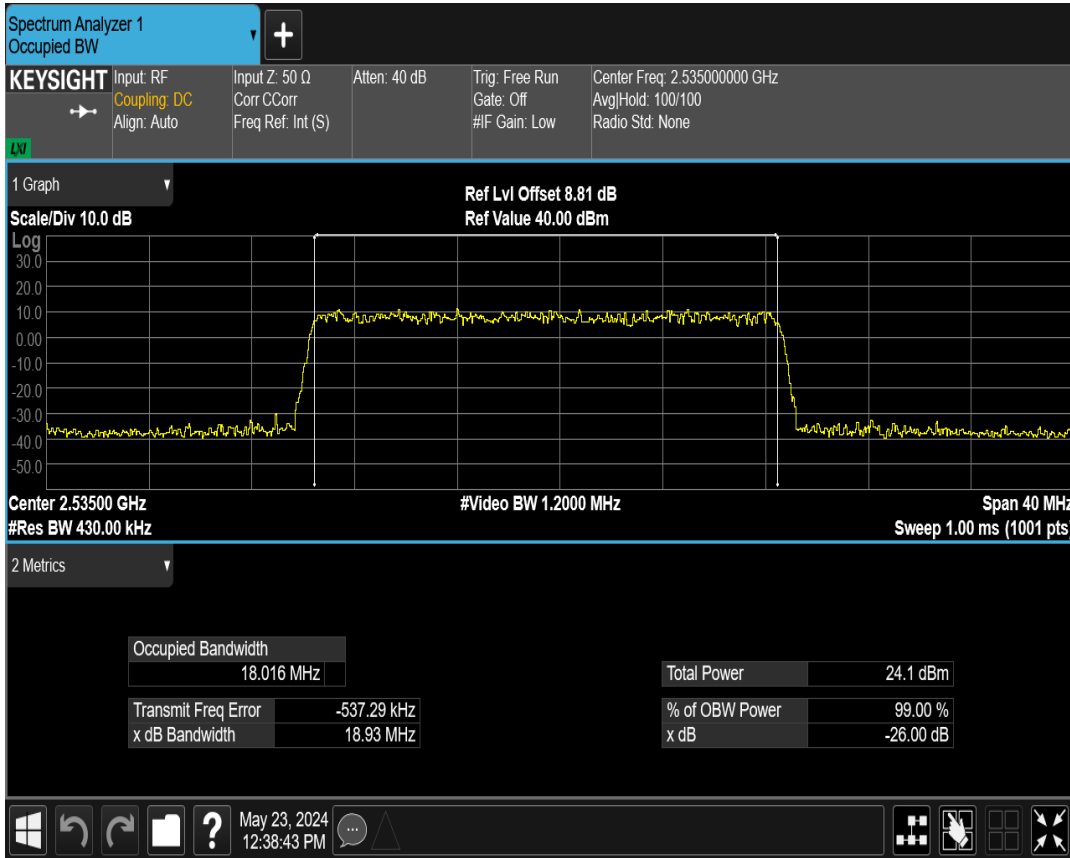 Spectrum Analyzer 1
Occupied BW
KEYSIGHT
LXI
Input: RF
Coupling: DC
Align: Auto
Input Z: 50 Ω
Corr CCorr
Freq Ref: Int (S)
Atten: 40 dB
Trig: Free Run
Gate: Off
#IF Gain: Low
Center Freq: 2.535000000 GHz
Avg|Hold: 100/100
Radio Std: None
1 Graph
Scale/Div 10.0 dB
Ref Lvl Offset 8.81 dB
Ref Value 40.00 dBm
Log
30.0
20.0
10.0
0.00
-10.0
-20.0
-30.0
-40.0
-50.0
Center 2.53500 GHz
#Video BW 1.2000 MHz
Span 40 MHz
#Res BW 430.00 kHz
Sweep 1.00 ms (1001 pts)
2 Metrics
Occupied Bandwidth
18.016 MHz
Total Power 24.1 dBm
Transmit Freq Error -537.29 kHz
% of OBW Power 99.00 %
x dB Bandwidth 18.93 MHz
x dB -26.00 dB
?
May 23, 2024
12:38:43 PM